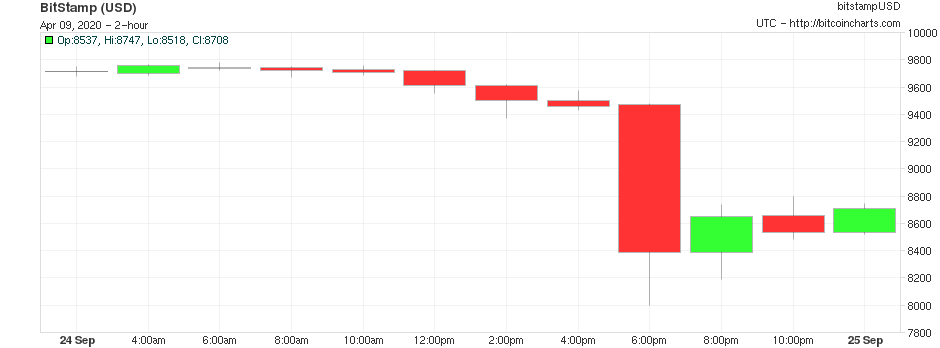 BitStamp (USD)
bitstampUSD
Apr 09, 2020 - 2-hour
UTC - http://bitcoincharts.com
Op:8537, Hi:8747, Lo:8518, Cl:8708
10000
9800
9600
9400
9200
9000
8800
8600
8400
8200
8000
7800
24 Sep 4:00am 6:00am 8:00am 10:00am 12:00pm 2:00pm 4:00pm 6:00pm 8:00pm 10:00pm 25 Sep